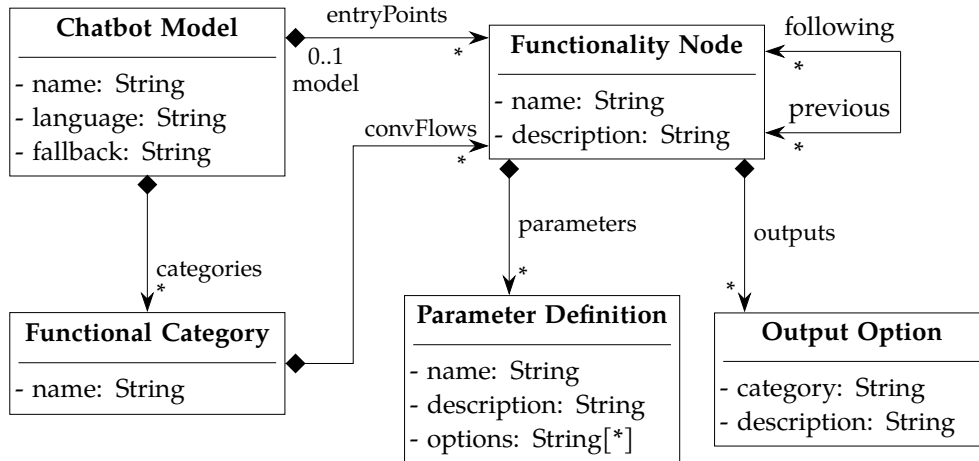 Chatbot Model
- name: String
- language: String
- fallback: String
entryPoints
*
0..1
model
Functionality Node
- name: String
- description: String
following
*
previous
*
convFlows
*
categories
*
parameters
*
outputs
*
Functional Category
- name: String
Parameter Definition
- name: String
- description: String
- options: String[*]
Output Option
- category: String
- description: String